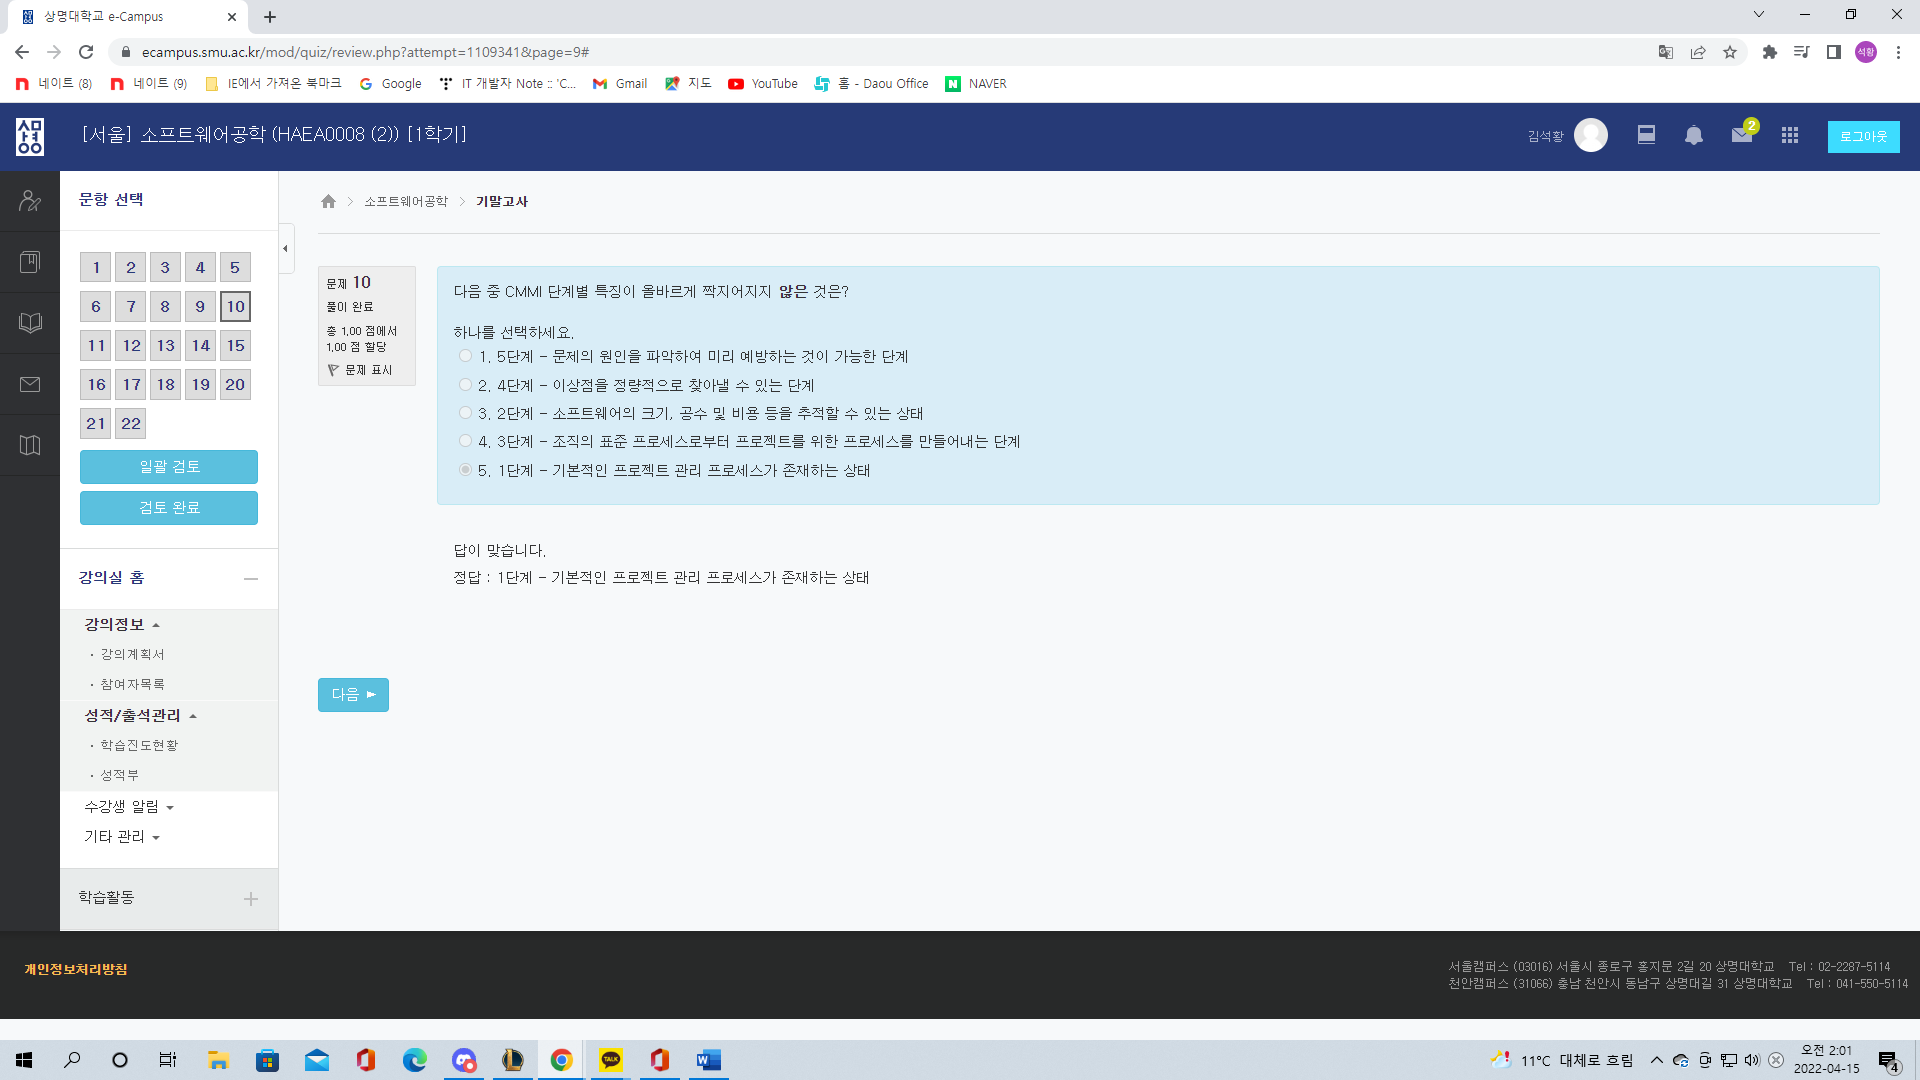 상명대학교 e-Campus
ecampus.smu.ac.kr/mod/quiz/review.php?attempt=1109341&page=9#
석황
네이트 (8) 네이트 (9) IE에서 가져온 북마크 Google IT 개발자 Note :: 'C... Gmail 지도 YouTube 홈 - Daou Office NAVER
[서울] 소프트웨어공학 (HAEA0008 (2)) [1학기]
김석황
2
로그아웃
문항 선택
1 2 3 4 5
6 7 8 9 10
11 12 13 14 15
16 17 18 19 20
21 22
일괄 검토
검토 완료
강의실 홈
강의정보
· 강의계획서
· 참여자목록
성적/출석관리
· 학습진도현황
· 성적부
수강생 알림
기타 관리
학습활동
소프트웨어공학 기말고사
문제 10
풀이 완료
총 1.00 점에서
1.00 점 할당
문제 표시
다음 중 CMMI 단계별 특징이 올바르게 짝지어지지 않은 것은?
하나를 선택하세요.
1. 5단계 - 문제의 원인을 파악하여 미리 예방하는 것이 가능한 단계
2. 4단계 - 이상점을 정량적으로 찾아낼 수 있는 단계
3. 2단계 - 소프트웨어의 크기, 공수 및 비용 등을 추적할 수 있는 상태
4. 3단계 - 조직의 표준 프로세스로부터 프로젝트를 위한 프로세스를 만들어내는 단계
5. 1단계 - 기본적인 프로젝트 관리 프로세스가 존재하는 상태
답이 맞습니다.
정답 : 1단계 - 기본적인 프로젝트 관리 프로세스가 존재하는 상태
다음 ►
개인정보처리방침
서울캠퍼스 (03016) 서울시 종로구 홍지문 2길 20 상명대학교 Tel : 02-2287-5114
천안캠퍼스 (31066) 충남 천안시 동남구 상명대길 31 상명대학교 Tel : 041-550-5114
TALK
11°C 대체로 흐림
오전 2:01
2022-04-15
4